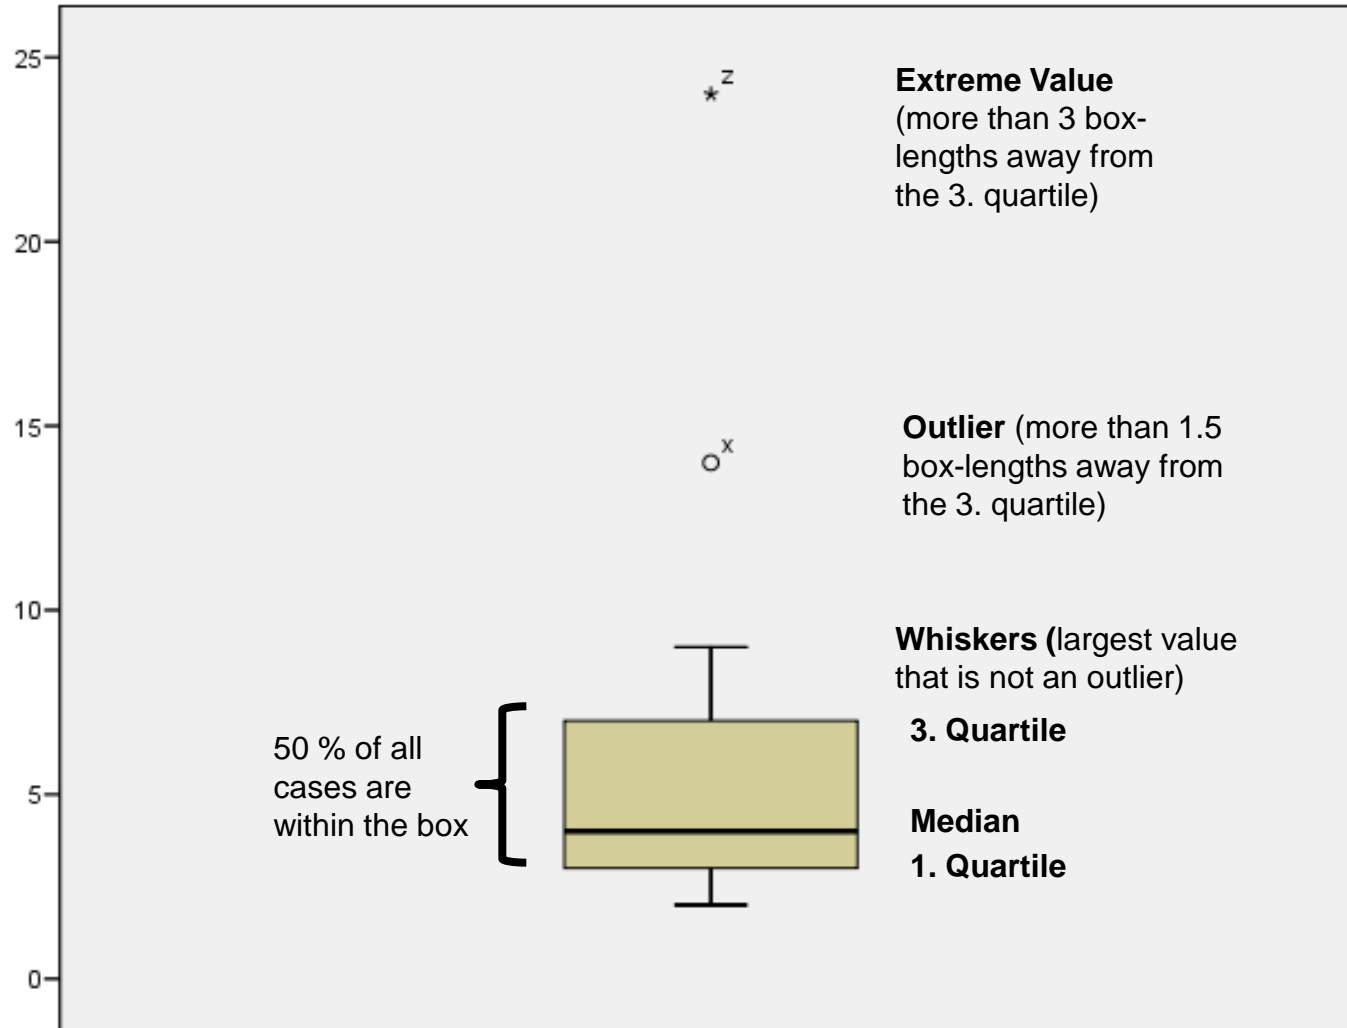 25
z
*
Extreme Value
(more than 3 box-
lengths away from
the 3. quartile)
20
15
x
Outlier (more than 1.5
box-lengths away from
the 3. quartile)
10
Whiskers (largest value
that is not an outlier)
3. Quartile
50 % of all
cases are
within the box
5
Median
1. Quartile
0